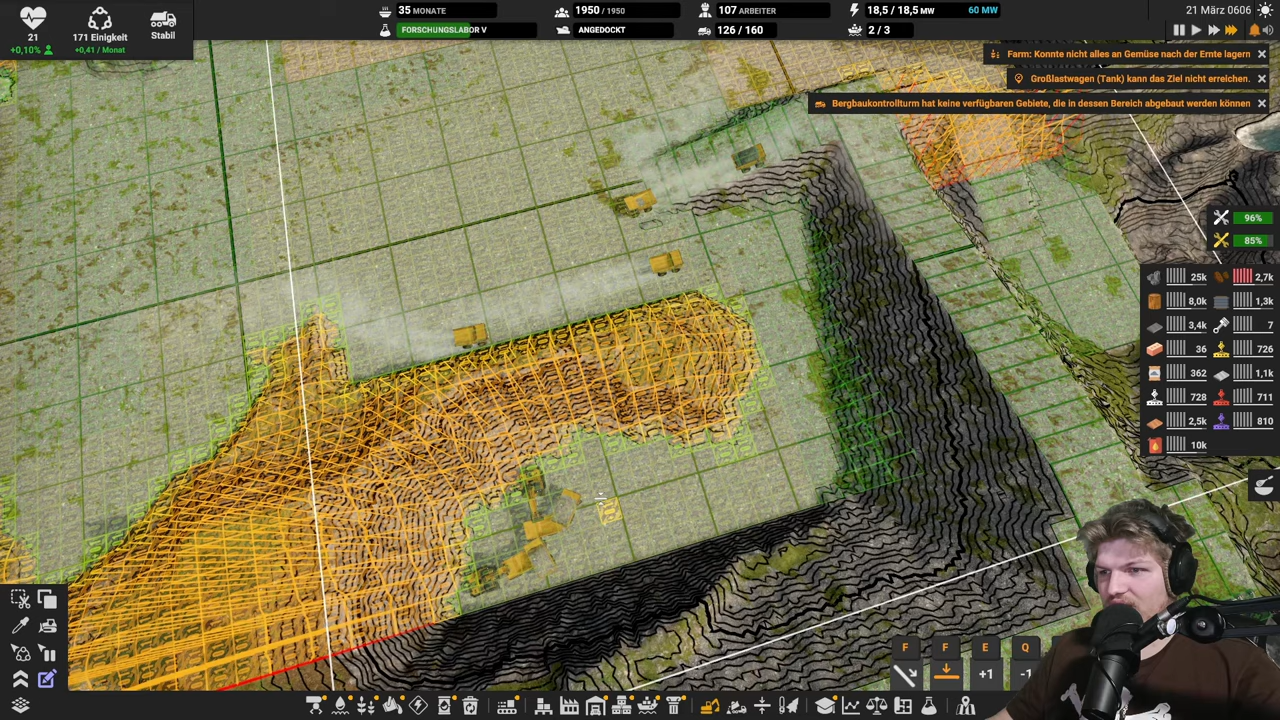 35 MONATE
1950 / 1950
107 ARBEITER
18,5 / 18,5 MW
60 MW
21 März 0606
21
171 Einigkeit
Stabil
+0,10%
+0,41 / Monat
FORSCHUNGSLABOR V
ANGEDOCKT
126 / 160
2 / 3
Farm: Konnte nicht alles an Gemüse nach der Ernte lagern
Großlastwagen (Tank) kann das Ziel nicht erreichen.
Bergbaukontrollturm hat keine verfügbaren Gebiete, die in dessen Bereich abgebaut werden können
96%
85%
25k
2,7k
8,0k
1,3k
3,4k
7
36
726
362
1,1k
728
711
2,5k
810
10k
F
F
E
Q
+1
-1